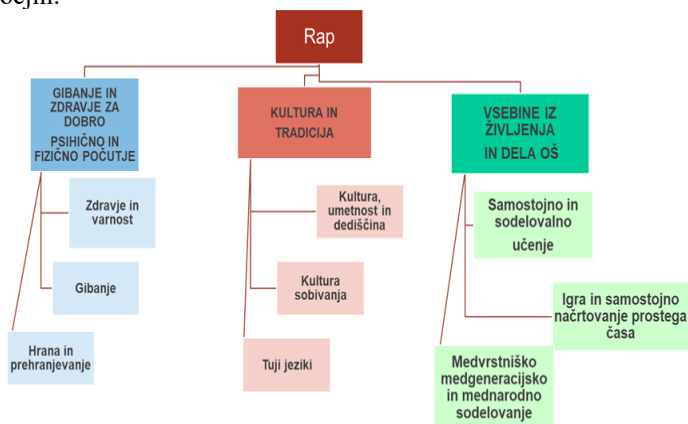 Rap
GIBANJE IN
ZDRAVJE ZA
DOBRO
PSIHIČNO IN
FIZIČNO POČUTJE
KULTURA IN
TRADICIJA
VSEBINE IZ
ŽIVLJENJA
IN DELA OŠ
Zdravje in
varnost
Gibanje
Hrana in
prehranjevanje
Kultura,
umetnost in
dediščina
Kultura
sobivanja
Tuji jeziki
Samostojno in
sodelovalno
učenje
Igra in samostojno
načrtovanje prostega
časa
Medvrstniško
medgeneracijsko
in mednarodno
sodelovanje